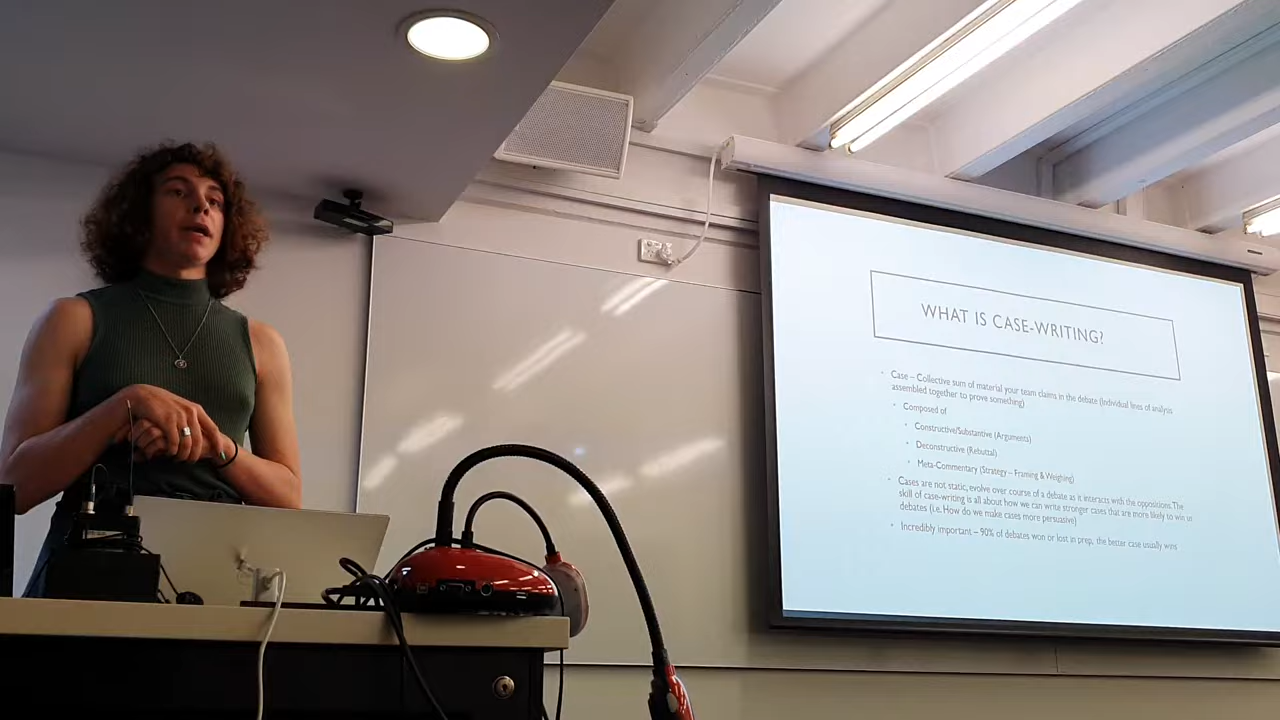 WHAT IS CASE-WRITING?
Case – Collective sum of material your team claims in the debate (Individual lines of analysis
assembled together to prove something)
Composed of
Constructive/Substantive (Arguments)
Deconstructive (Rebuttal)
Meta-Commentary (Strategy – Framing & Weighing)
Cases are not static, evolve over course of a debate as it interacts with the oppositions. The
skill of case-writing is all about how we can write stronger cases that are more likely to win us
debates (i.e. How do we make cases more persuasive)
Incredibly important – 90% of debates won or lost in prep, the better case usually wins